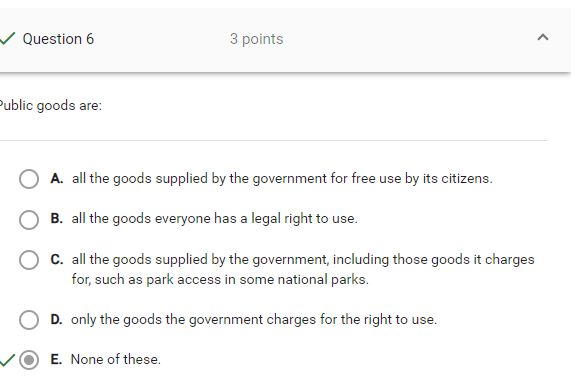 Question 6 3 points
Public goods are:
A. all the goods supplied by the government for free use by its citizens.
B. all the goods everyone has a legal right to use.
C. all the goods supplied by the government, including those goods it charges
for, such as park access in some national parks.
D. only the goods the government charges for the right to use.
E. None of these.